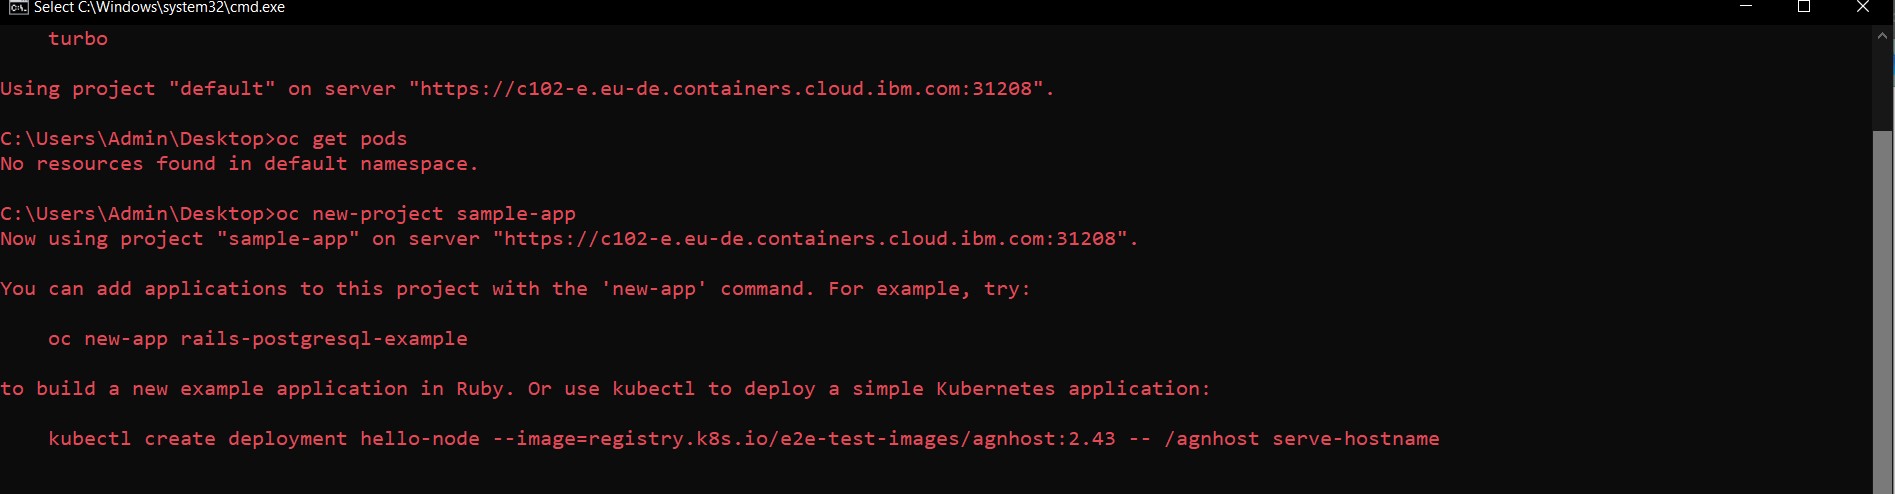 Select C:\Windows\system32\cmd.exe
turbo
Using project "default" on server "https://c102-e.eu-de.containers.cloud.ibm.com:31208".
C:\Users\Admin\Desktop>oc get pods
No resources found in default namespace.
C:\Users\Admin\Desktop>oc new-project sample-app
Now using project "sample-app" on server "https://c102-e.eu-de.containers.cloud.ibm.com:31208".
You can add applications to this project with the 'new-app' command. For example, try:
oc new-app rails-postgresql-example
to build a new example application in Ruby. Or use kubectl to deploy a simple Kubernetes application:
kubectl create deployment hello-node --image=registry.k8s.io/e2e-test-images/agnhost:2.43 -- /agnhost serve-hostname